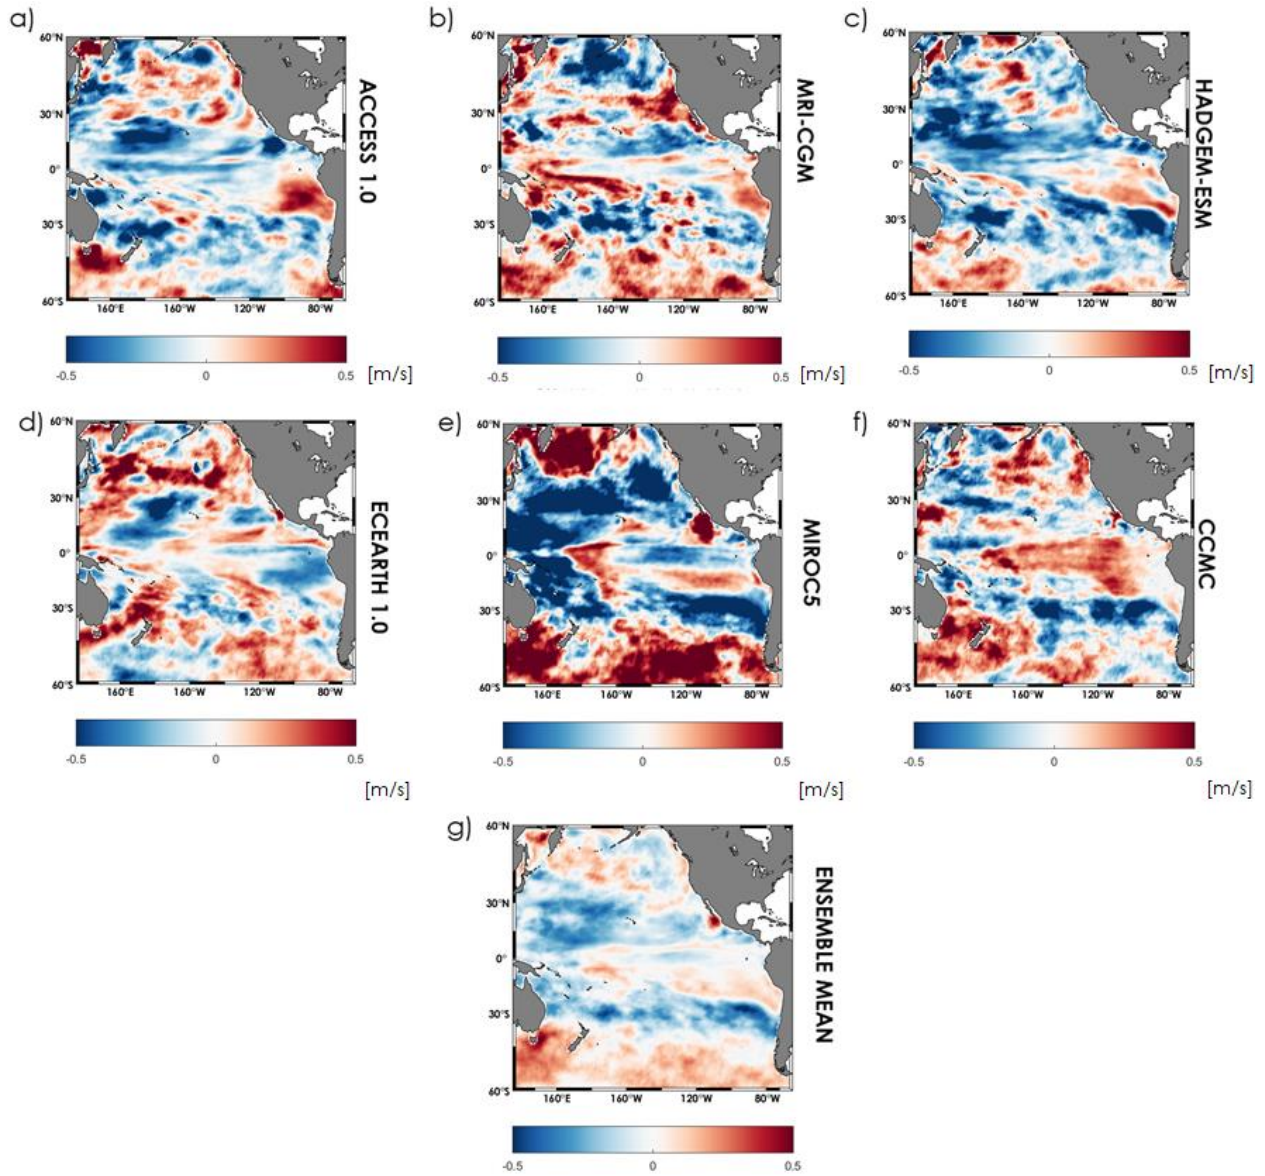 a)
60°N
30°N
0°
30°S
60°S
160°E
160°W
120°W
80°W
ACCESS 1.0
-0.5
0
0.5
[m/s]
b)
60°N
30°N
0°
30°S
60°S
160°E
160°W
120°W
80°W
MRI-CGM
-0.5
0
0.5
[m/s]
c)
60°N
30°N
0°
30°S
60°S
160°E
140°W
120°W
80°W
HADGEM-ESM
-0.5
0
0.5
[m/s]
d)
60°N
30°N
0°
30°S
60°S
160°E
160°W
120°W
80°W
ECEARTH 1.0
-0.5
0
0.5
[m/s]
e)
60°N
30°N
0°
30°S
60°S
160°E
160°W
120°W
80°W
MIROC5
-0.5
0
0.5
[m/s]
f)
60°N
30°N
0°
30°S
60°S
160°E
160°W
120°W
80°W
CCMC
-0.5
0
0.5
[m/s]
g)
60°N
30°N
0°
30°S
60°S
160°E
160°W
120°W
80°W
ENSEMBLE MEAN
-0.5
0
0.5